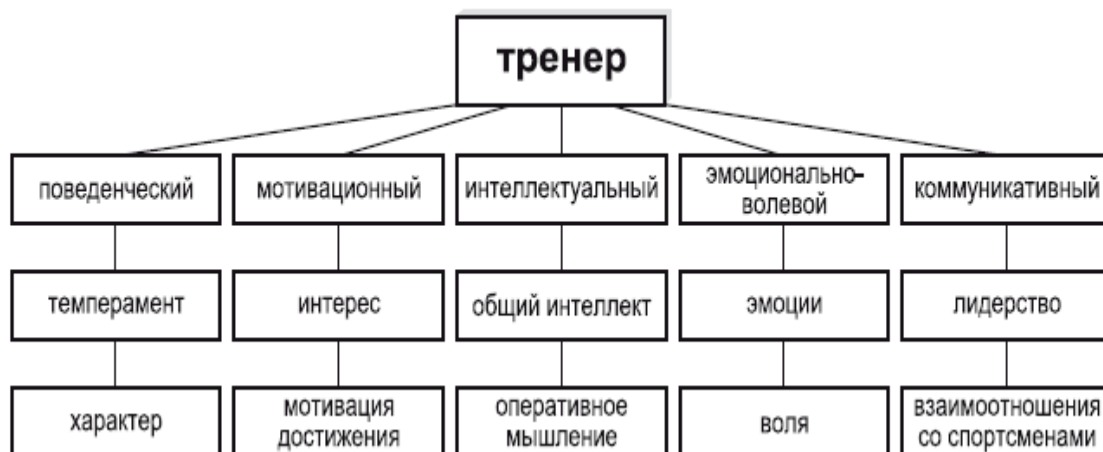 тренер
поведенческий
мотивационный
интеллектуальный
эмоционально–
волевой
коммуникативный
темперамент
интерес
общий интеллект
эмоции
лидерство
характер
мотивация
достижения
оперативное
мышление
воля
взаимоотношения
со спортсменами